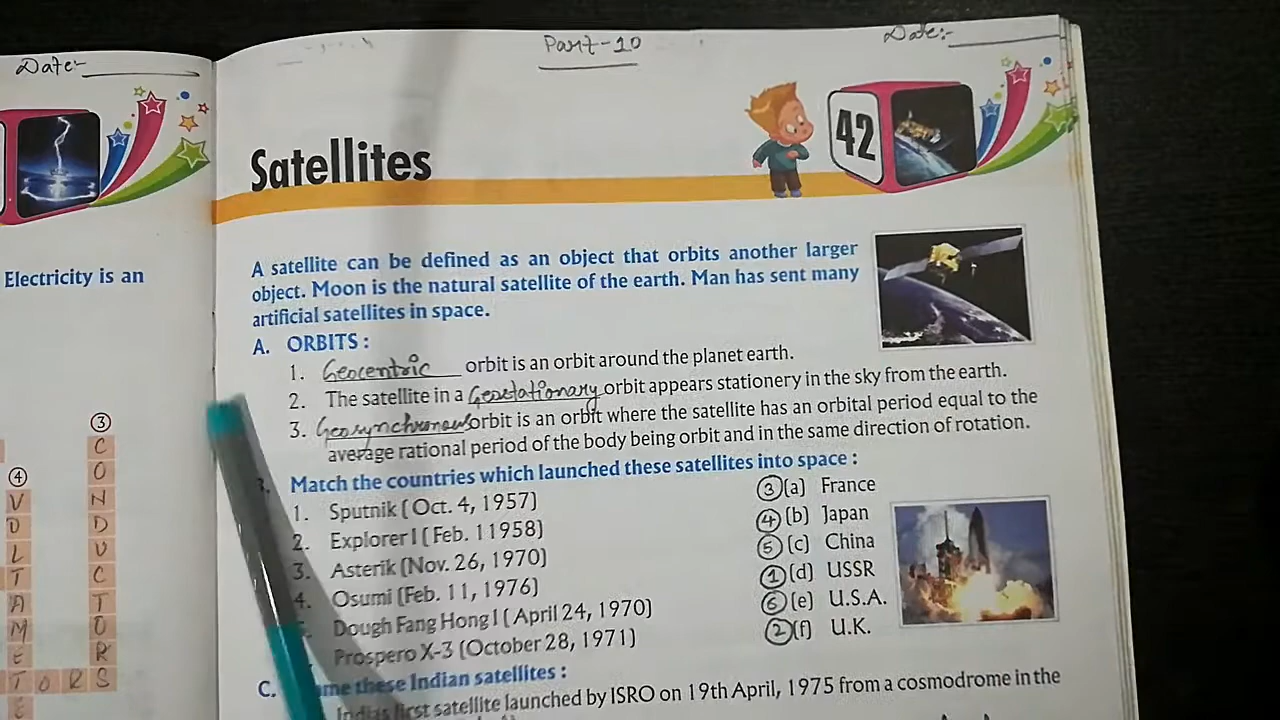 Date:-
Part-10
Date:-
42
Satellites
Electricity is an
A satellite can be defined as an object that orbits another larger
object. Moon is the natural satellite of the earth. Man has sent many
artificial satellites in space.
A. ORBITS :
1. Geocentric orbit is an orbit around the planet earth.
2. The satellite in a Geostationary orbit appears stationery in the sky from the earth.
3. Geosynchronous orbit is an orbit where the satellite has an orbital period equal to the
average rational period of the body being orbit and in the same direction of rotation.
Match the countries which launched these satellites into space :
1. Sputnik ( Oct. 4, 1957)
2. Explorer I ( Feb. 11958)
3. Asterik (Nov. 26, 1970)
4. Osumi (Feb. 11, 1976)
Dough Fang Hong I ( April 24, 1970)
Prospero X-3 (October 28, 1971)
3 (a) France
4 (b) Japan
5 (c) China
1 (d) USSR
6 (e) U.S.A.
2 (f) U.K.
C. me these Indian satellites :
India's first satellite launched by ISRO on 19th April, 1975 from a cosmodrome in the
3
C
O
N
D
U
C
T
O
R
S
4
V
O
L
T
A
M
E
T O R S
E